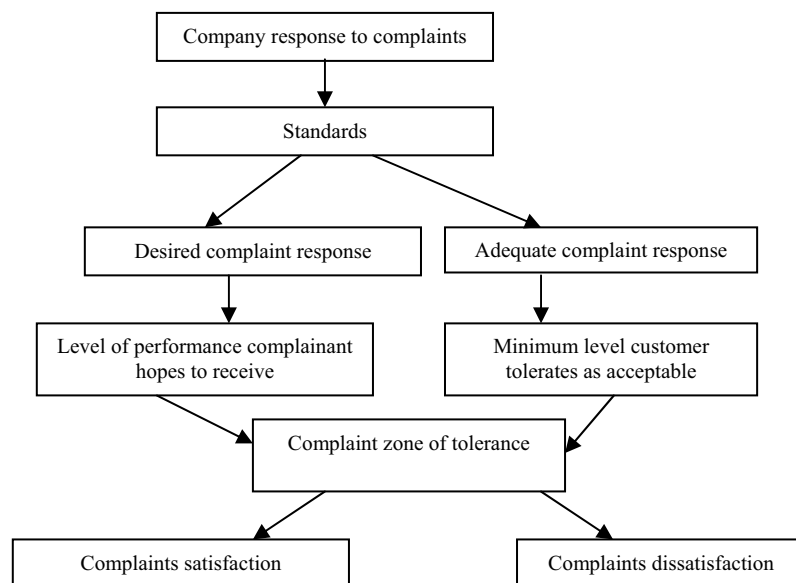 Company response to complaints
Standards
Desired complaint response
Adequate complaint response
Level of performance complainant
hopes to receive
Minimum level customer
tolerates as acceptable
Complaint zone of tolerance
Complaints satisfaction
Complaints dissatisfaction